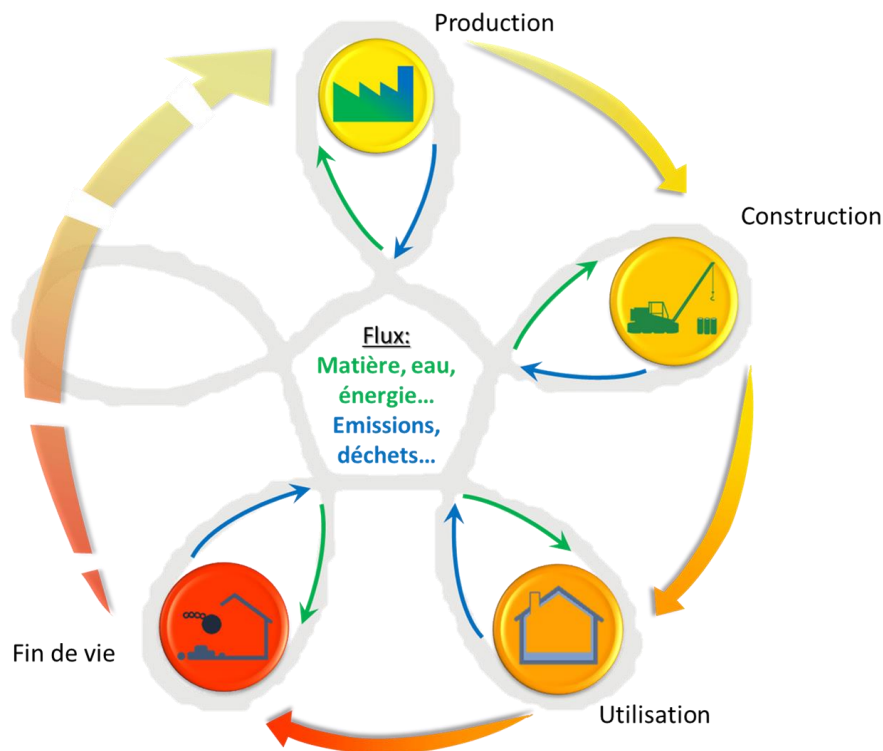 Production
Construction
Flux:
Matière, eau,
énergie...
Emissions,
déchets...
Fin de vie
Utilisation